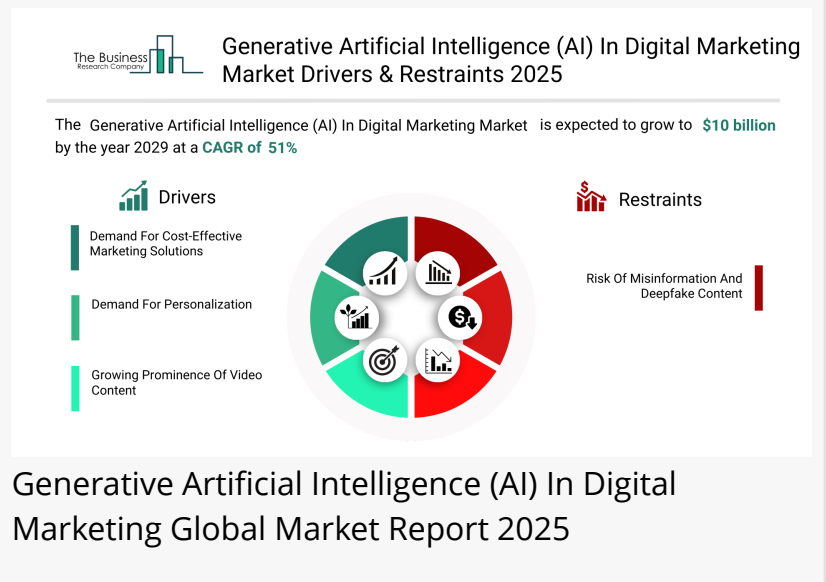 The Business
Research Company
Generative Artificial Intelligence (AI) In Digital Marketing
Market Drivers & Restraints 2025
The Generative Artificial Intelligence (AI) In Digital Marketing Market is expected to grow to $10 billion
by the year 2029 at a CAGR of 51%
Drivers
Demand For Cost-Effective
Marketing Solutions
Demand For Personalization
Growing Prominence Of Video
Content
Restraints
Risk Of Misinformation And
Deepfake Content
Generative Artificial Intelligence (AI) In Digital
Marketing Global Market Report 2025